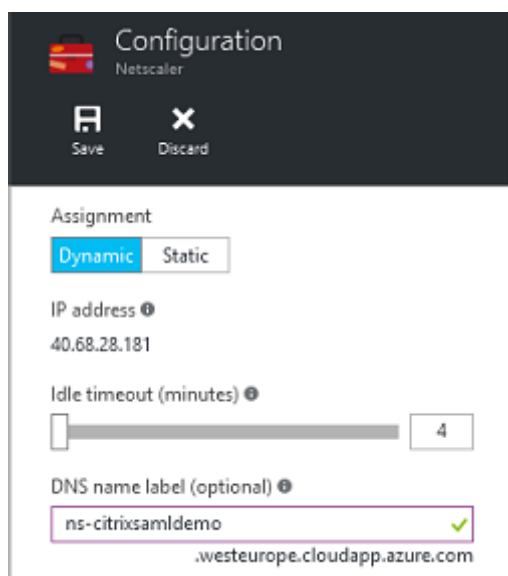 Configuration
Netscaler
Save Discard
Assignment
Dynamic Static
IP address
40.68.28.181
Idle timeout (minutes)
4
DNS name label (optional)
ns-citrixsamldemo
.westeurope.cloudapp.azure.com